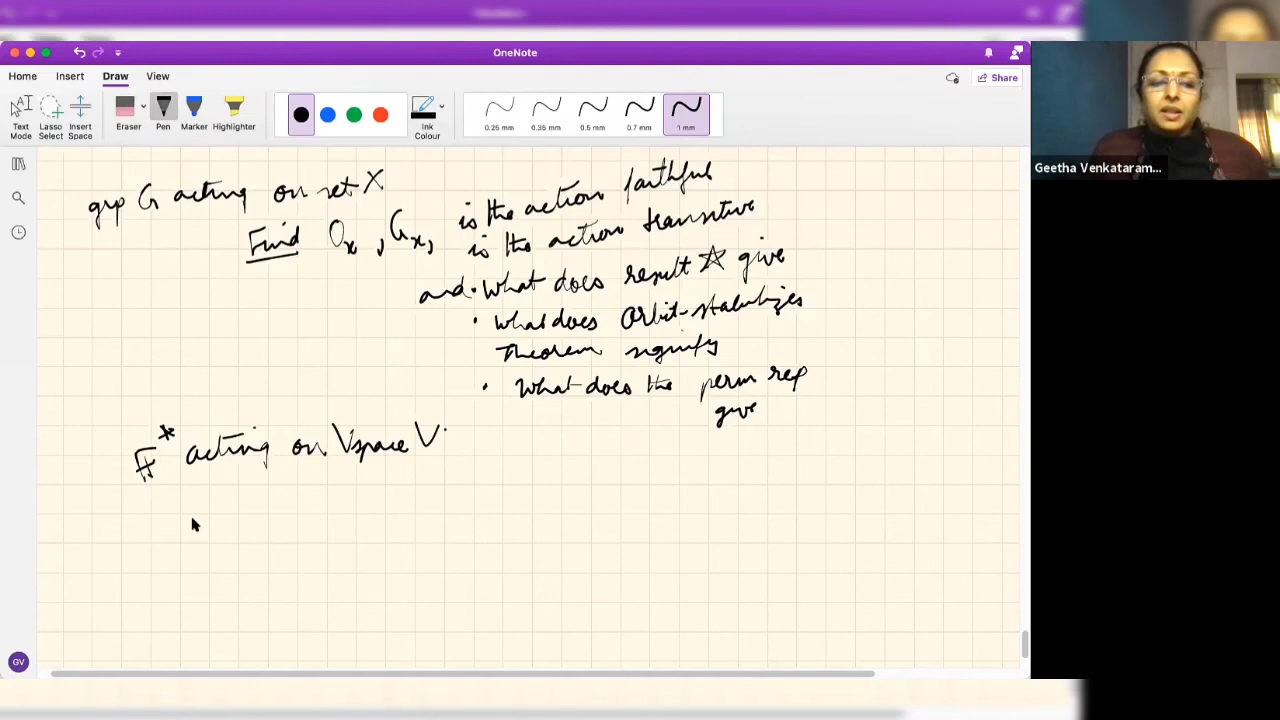 OneNote
Home Insert Draw View
Share
Eraser Pen Marker Highlighter
Text Mode
Lasso Select
Insert Space
Ink Colour
0.25 mm 0.35 mm 0.5 mm 0.7 mm 1 mm
Geetha Venkataram...
grp G acting on set X
Find Ox, Gx, is the action faithful
is the action transitive
and • What does result ☆ give
• What does Orbit-stabilizer
Theorem signify
• What does the perm rep
give
F* acting on Vspace V.
GV